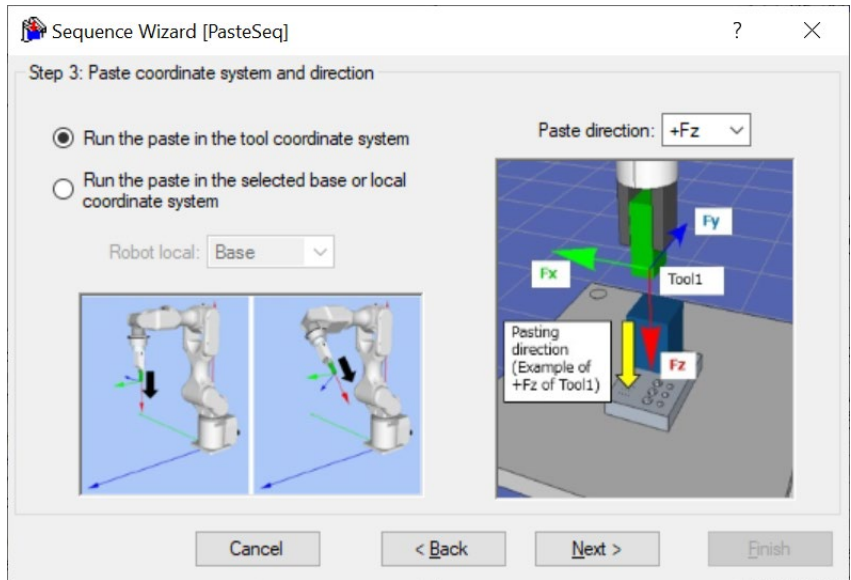 Sequence Wizard [PasteSeq]
?
Step 3: Paste coordinate system and direction
Run the paste in the tool coordinate system
Run the paste in the selected base or local
coordinate system
Robot local: Base
Paste direction: +Fz
Fy
Fx
Tool1
Pasting
direction
(Example of
+Fz of Tool1)
Fz
Cancel
< Back
Next >
Finish